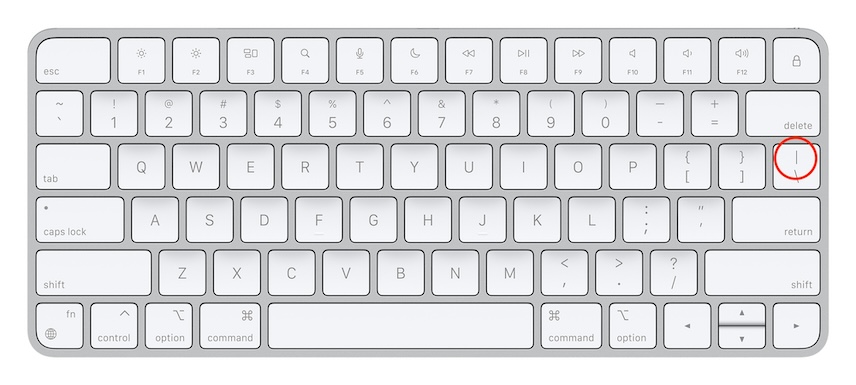 esc F1 F2 F3 F4 F5 F6 F7 F8 F9 F10 F11 F12
~ ! @ # $ % ^ & * ( ) — +
` 1 2 3 4 5 6 7 8 9 0 - = delete
tab Q W E R T Y U I O P { } |
[ ] \
caps lock A S D F G H J K L : " return
; '
shift Z X C V B N M < > ? shift
, . /
fn ^ ⌥ ⌘ ⌘ ⌥
control option command command option